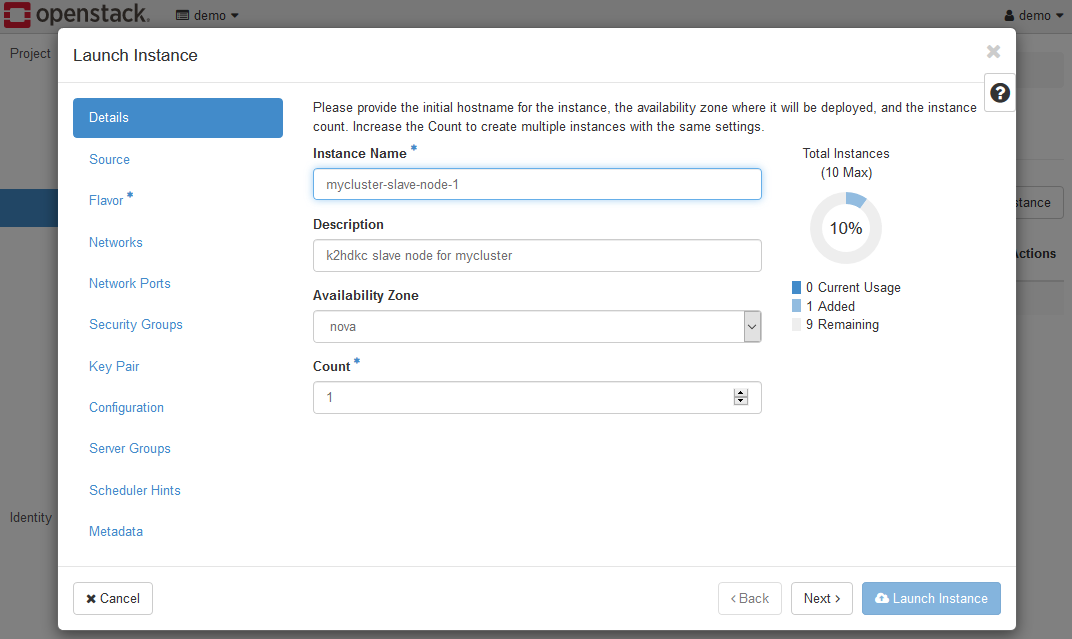 openstack. demo demo
Project
Launch Instance
Details
Source
Flavor *
Networks
Network Ports
Security Groups
Key Pair
Configuration
Server Groups
Scheduler Hints
Metadata
Please provide the initial hostname for the instance, the availability zone where it will be deployed, and the instance
count. Increase the Count to create multiple instances with the same settings.
Instance Name *
mycluster-slave-node-1
Description
k2hdkc slave node for mycluster
Availability Zone
nova
Count *
1
Total Instances
(10 Max)
10%
0 Current Usage
1 Added
9 Remaining
stance
Actions
Identity
Cancel
Back
Next
Launch Instance